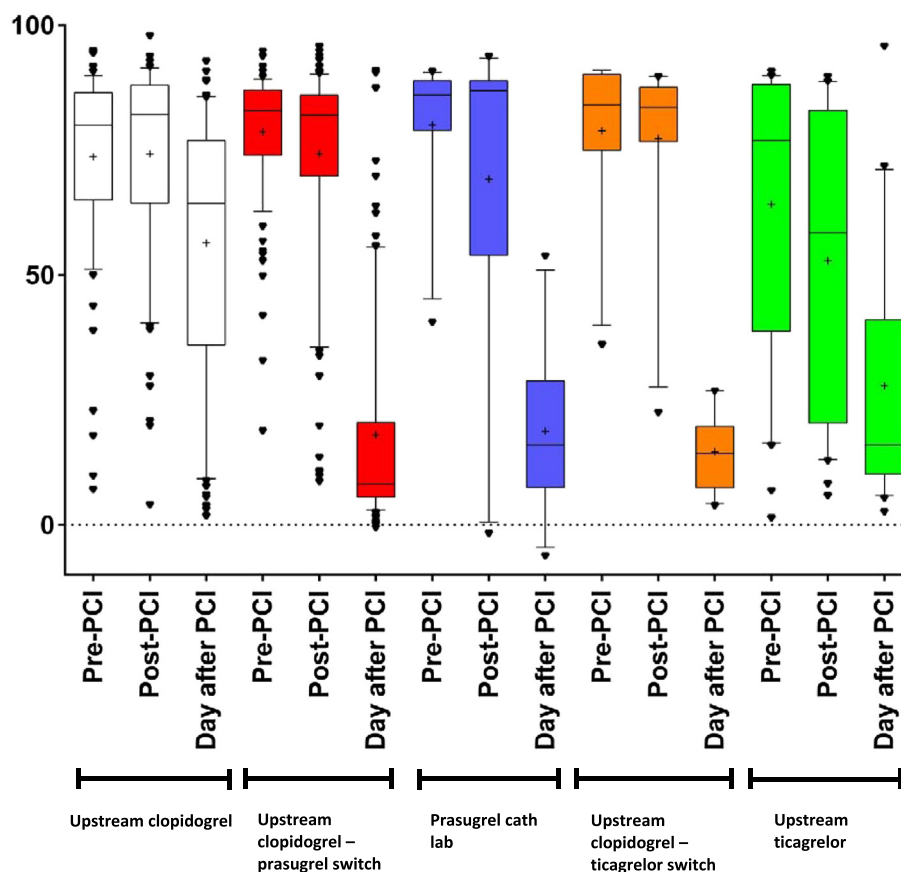 100
50
0
Pre-PCI
Post-PCI
Day after PCI
Pre-PCI
Post-PCI
Day after PCI
Pre-PCI
Post-PCI
Day after PCI
Pre-PCI
Post-PCI
Day after PCI
Pre-PCI
Post-PCI
Day after PCI
Upstream clopidogrel
Upstream
clopidogrel –
prasugrel switch
Prasugrel cath
lab
Upstream
clopidogrel –
ticagrelor switch
Upstream
ticagrelor